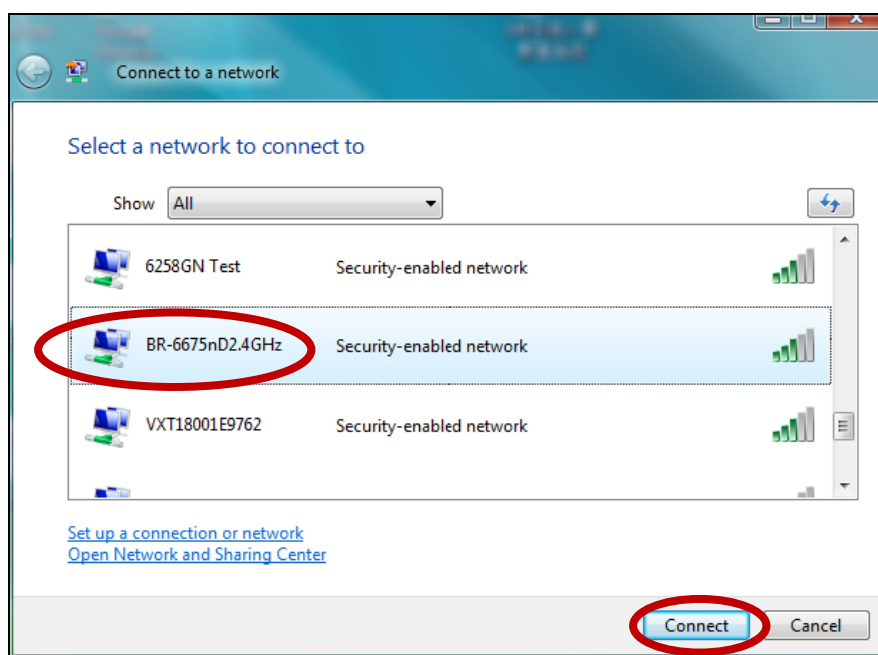 Connect to a network
Select a network to connect to
Show All
6258GN Test Security-enabled network
BR-6675nD2.4GHz Security-enabled network
VXT18001E9762 Security-enabled network
Set up a connection or network
Open Network and Sharing Center
Connect Cancel